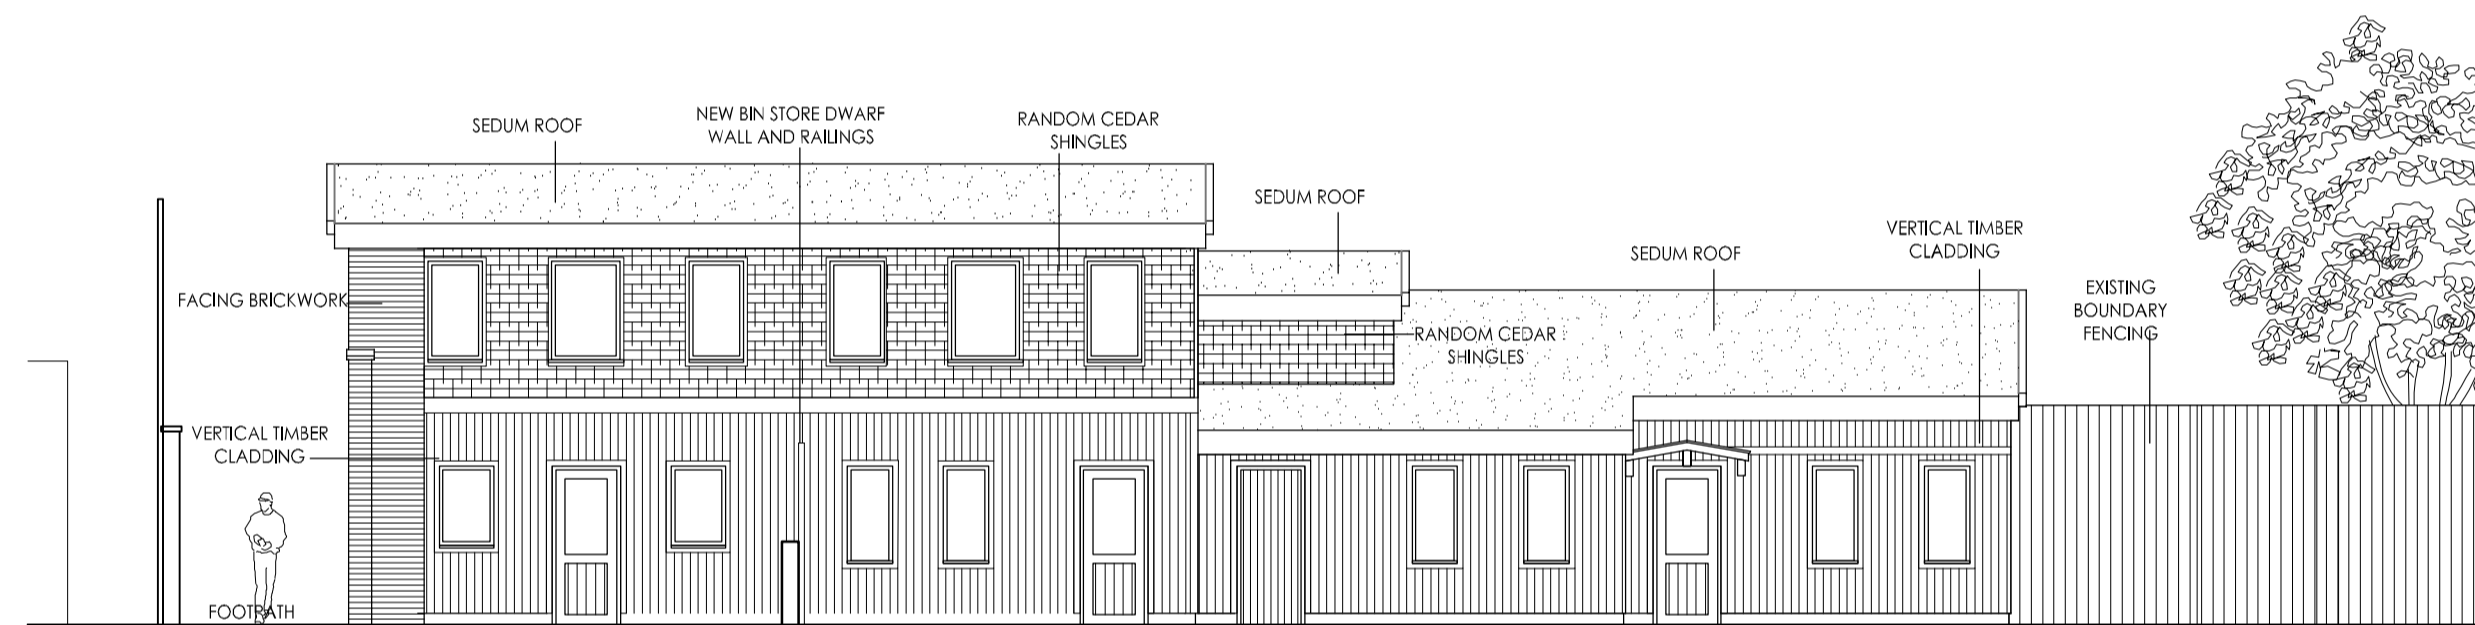 SEDUM ROOF
NEW BIN STORE DWARF
WALL AND RAILINGS
RANDOM CEDAR
SHINGLES
SEDUM ROOF
SEDUM ROOF
VERTICAL TIMBER
CLADDING
FACING BRICKWORK
EXISTING
BOUNDARY
FENCING
RANDOM CEDAR
SHINGLES
VERTICAL TIMBER
CLADDING
FOOTPATH